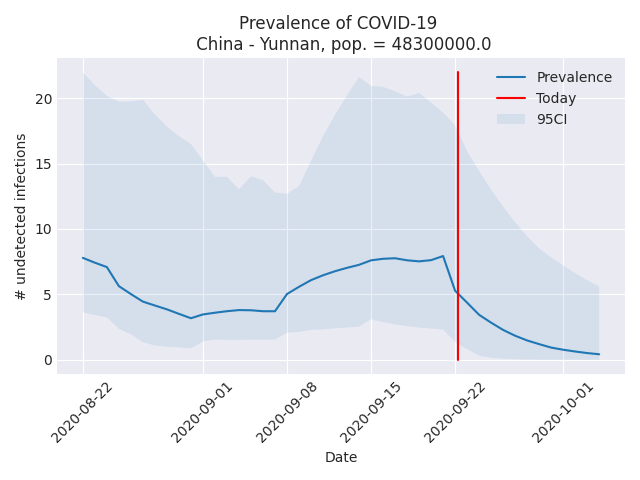 Prevalence of COVID-19
China - Yunnan, pop. = 48300000.0
Prevalence
Today
95CI
# undetected infections
20
15
10
5
0
2020-08-22
2020-09-01
2020-09-08
2020-09-15
2020-09-22
2020-10-01
Date